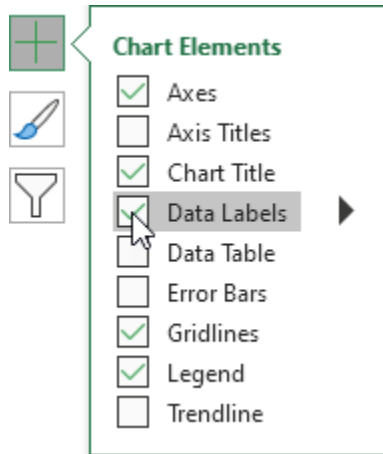 Chart Elements
Axes
Axis Titles
Chart Title
Data Labels
Data Table
Error Bars
Gridlines
Legend
Trendline